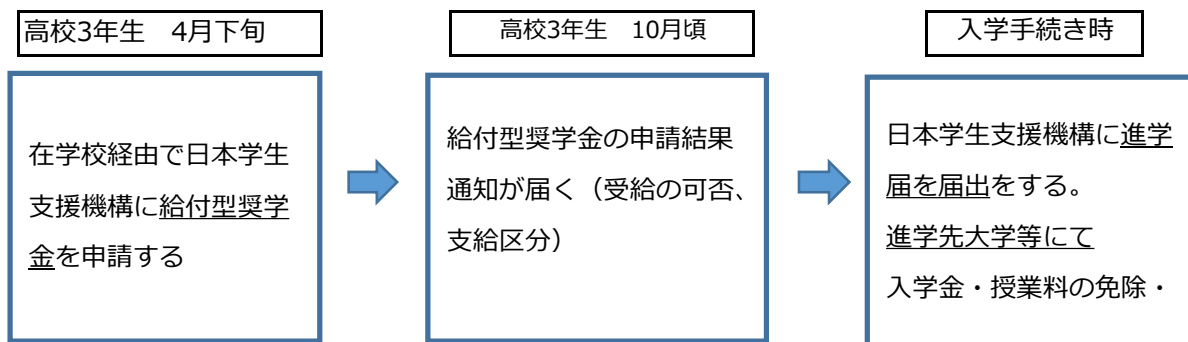 高校3年生　4月下旬
在学校経由で日本学生
支援機構に給付型奨学
金を申請する
高校3年生　10月頃
給付型奨学金の申請結果
通知が届く（受給の可否、
支給区分）
入学手続き時
日本学生支援機構に進学
届を届出をする。
進学先大学等にて
入学金・授業料の免除・